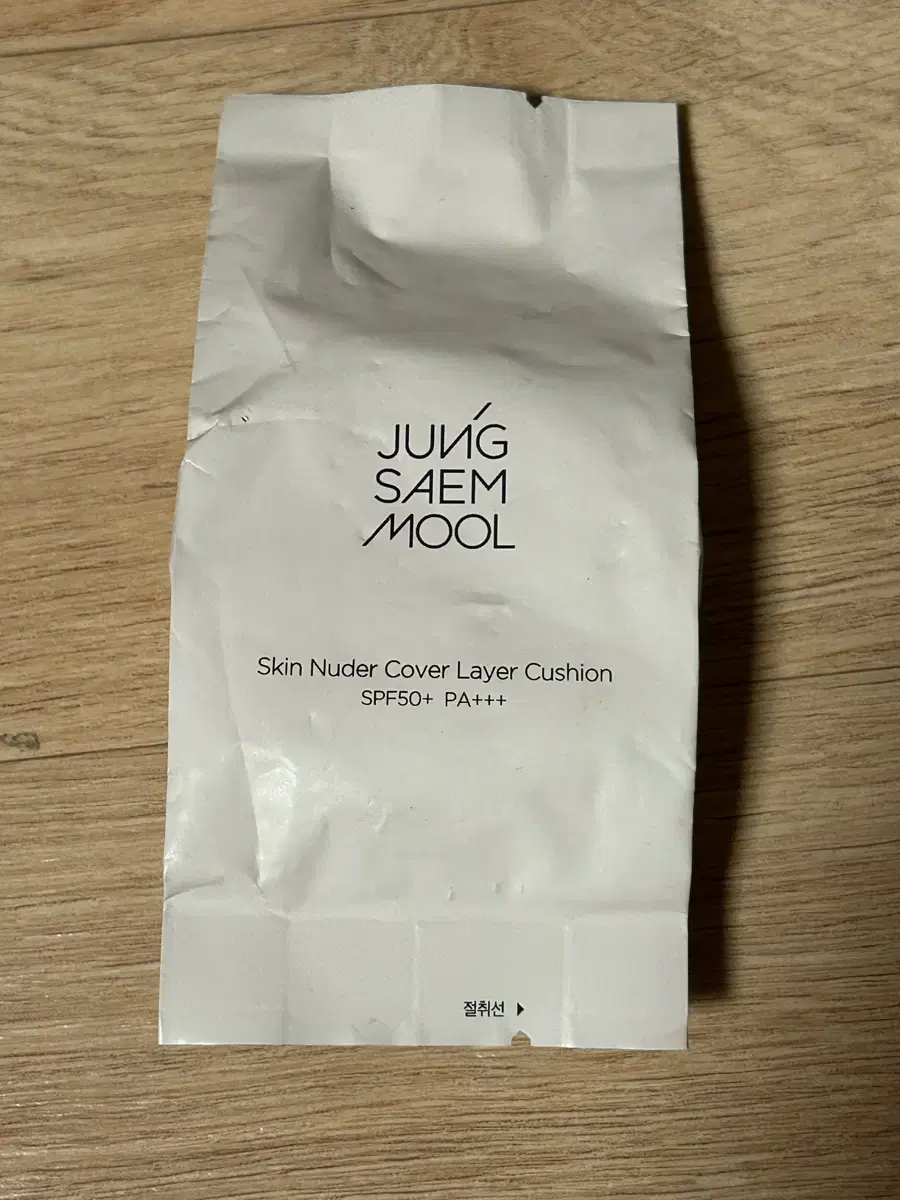 JUNG
SAEM
MOOL
Skin Nuder Cover Layer Cushion
SPF50+ PA+++
절취선